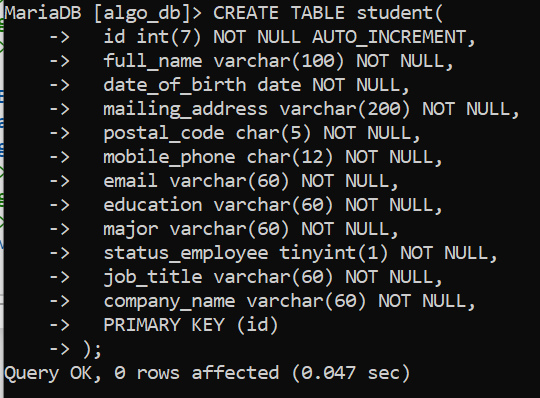 MariaDB [algo_db]> CREATE TABLE student(
    ->  id int(7) NOT NULL AUTO_INCREMENT,
    ->  full_name varchar(100) NOT NULL,
    ->  date_of_birth date NOT NULL,
    ->  mailing_address varchar(200) NOT NULL,
    ->  postal_code char(5) NOT NULL,
    ->  mobile_phone char(12) NOT NULL,
    ->  email varchar(60) NOT NULL,
    ->  education varchar(60) NOT NULL,
    ->  major varchar(60) NOT NULL,
    ->  status_employee tinyint(1) NOT NULL,
    ->  job_title varchar(60) NOT NULL,
    ->  company_name varchar(60) NOT NULL,
    ->  PRIMARY KEY (id)
    -> );
Query OK, 0 rows affected (0.047 sec)